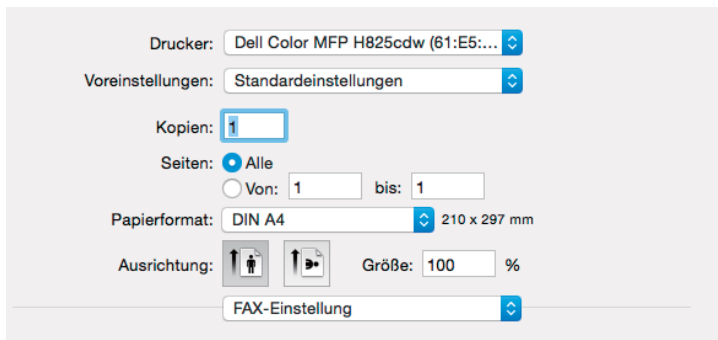 Drucker: Dell Color MFP H825cdw (61:E5:...
Voreinstellungen: Standardeinstellungen
Kopien: 1
Seiten: Alle
Von: 1 bis: 1
Papierformat: DIN A4 210 x 297 mm
Ausrichtung: Größe: 100 %
FAX-Einstellung